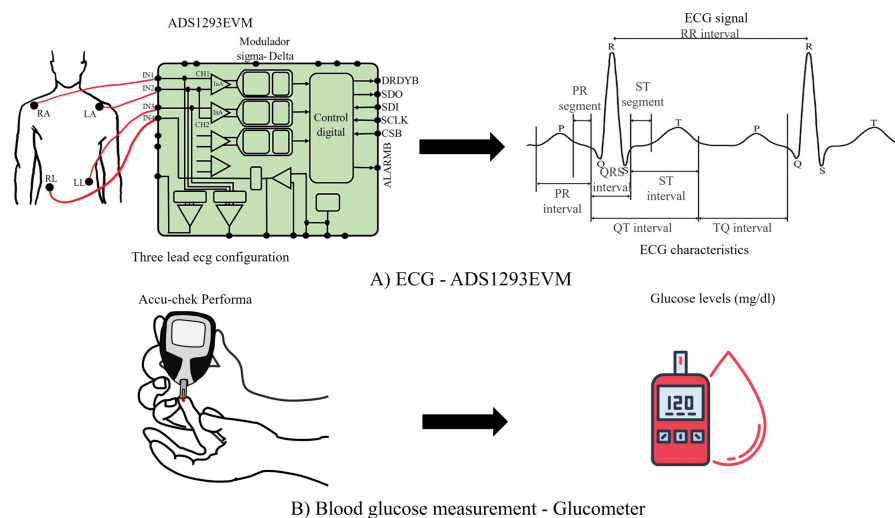 ADS1293EVM
Modulador
sigma- Delta
IN1
IN2
IN3
IN4
CH1
InA
InA
CH2
Control
digital
DRDYB
SDO
SDI
SCLK
CSB
ALARMB
RA
LA
RL
LL
Three lead ecg configuration
ECG signal
RR interval
R
R
PR
segment
ST
segment
P
T
P
T
Q
S
Q
S
QRS
interval
PR
interval
ST
interval
QT interval
TQ interval
ECG characteristics
A) ECG - ADS1293EVM
Accu-chek Performa
Glucose levels (mg/dl)
120
B) Blood glucose measurement - Glucometer